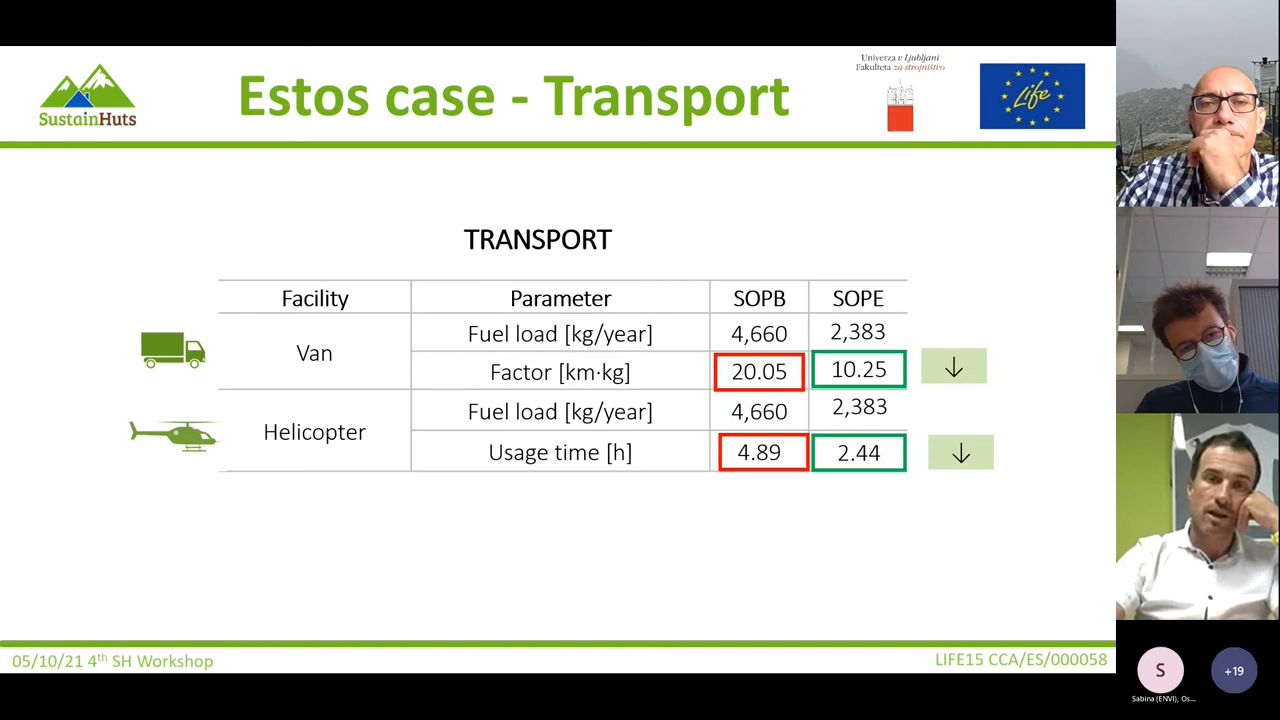 SustainHuts
Estos case - Transport
Univerza v Ljubljani
Fakulteta za strojništvo
Life
TRANSPORT
Facility Parameter SOPB SOPE
Van Fuel load [kg/year] 4,660 2,383
Factor [km·kg] 20.05 10.25 ↓
Helicopter Fuel load [kg/year] 4,660 2,383
Usage time [h] 4.89 2.44 ↓
05/10/21 4th SH Workshop
LIFE15 CCA/ES/000058
S
+19
Sabina (ENVI), Os...